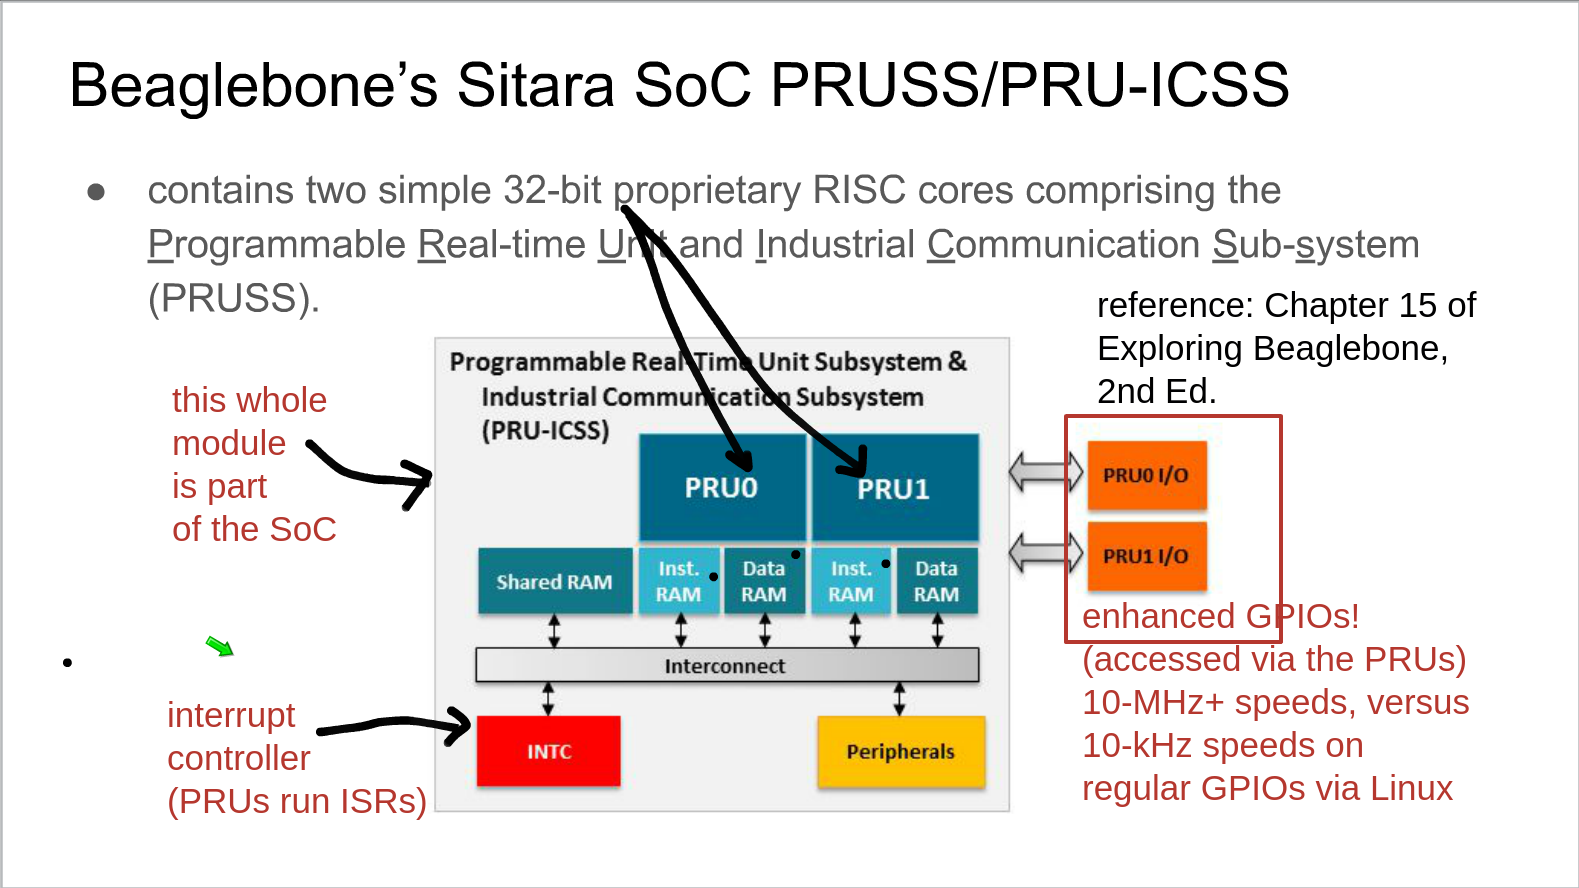 Beaglebone's Sitara SoC PRUSS/PRU-ICSS
● contains two simple 32-bit proprietary RISC cores comprising the
Programmable Real-time Unit and Industrial Communication Sub-system
(PRUSS).
reference: Chapter 15 of
Exploring Beaglebone,
2nd Ed.
this whole
module
is part
of the SoC
Programmable Real-Time Unit Subsystem &
Industrial Communication Subsystem
(PRU-ICSS)
PRU0
PRU1
PRU0 I/O
PRU1 I/O
Shared RAM
Inst.
RAM
Data
RAM
Inst.
RAM
Data
RAM
Interconnect
INTC
Peripherals
enhanced GPIOs!
(accessed via the PRUs)
10-MHz+ speeds, versus
10-kHz speeds on
regular GPIOs via Linux
interrupt
controller
(PRUs run ISRs)